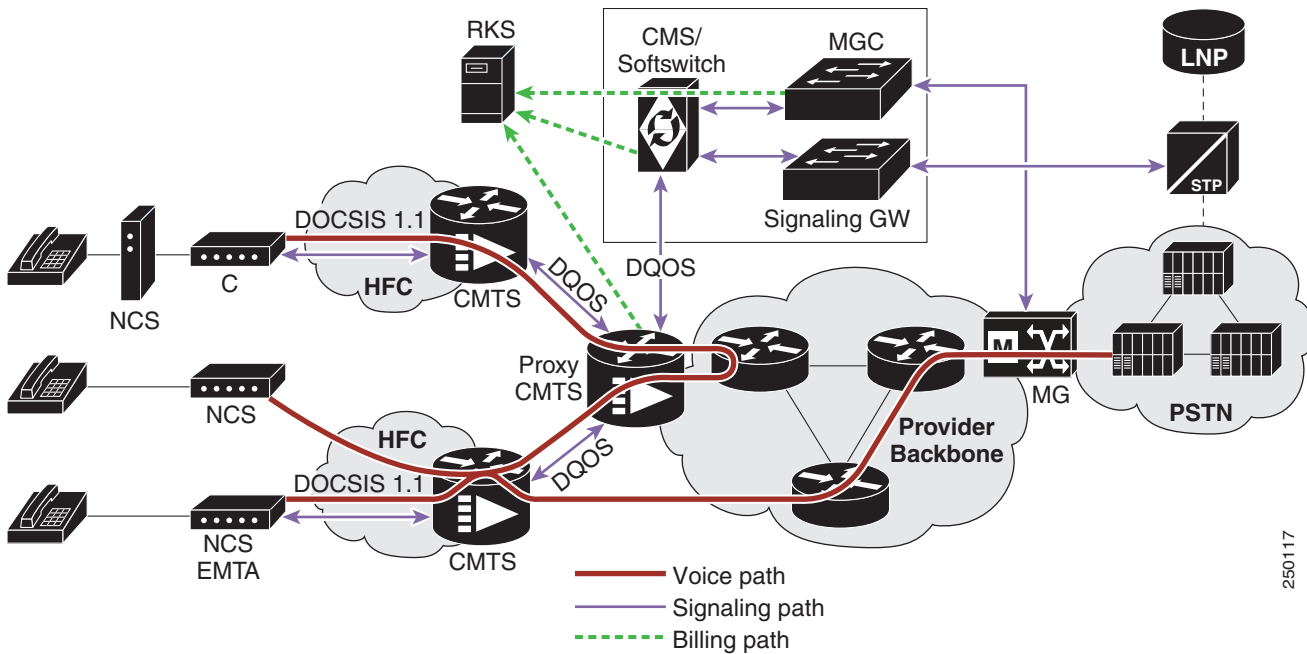 RKS
CMS/
Softswitch
MGC
LNP
STP
Signaling GW
DOCSIS 1.1
HFC
CMTS
C
NCS
DQOS
DQOS
Proxy
CMTS
NCS
HFC
DOCSIS 1.1
DQOS
CMTS
NCS
EMTA
Provider
Backbone
M
MG
PSTN
Voice path
Signaling path
Billing path
250117